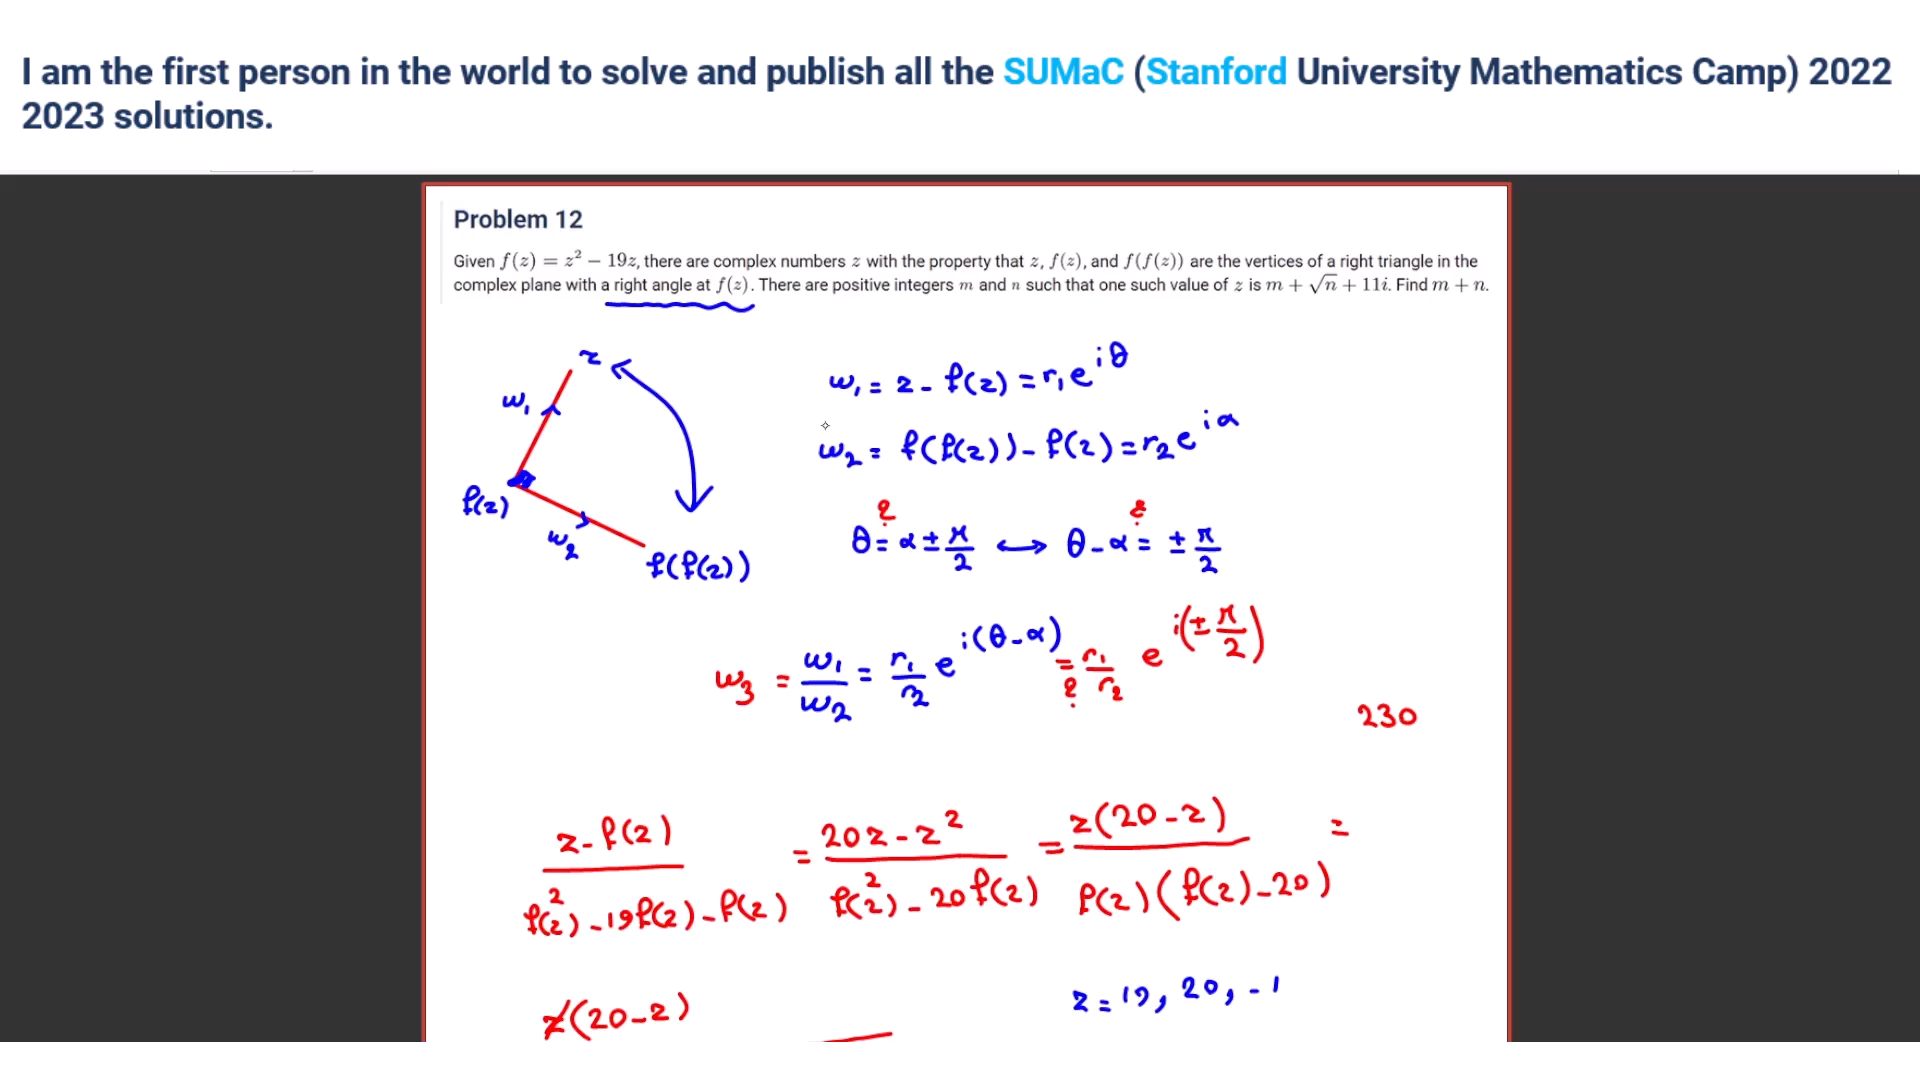 I am the first person in the world to solve and publish all the SUMaC (Stanford University Mathematics Camp) 2022
2023 solutions.
Problem 12
Given f(z) = z² − 19z, there are complex numbers z with the property that z, f(z), and f(f(z)) are the vertices of a right triangle in the
complex plane with a right angle at f(z). There are positive integers m and n such that one such value of z is m + √n + 11i. Find m + n.
z
w₁
f(z)
w₂
f(f(z))
w₁ = z - f(z) = r₁e^{iθ}
w₂ = f(f(z)) - f(z) = r₂e^{iα}
θ =? α ± π/2 ⟷ θ - α =? ± π/2
w₃ = w₁/w₂ = r₁/r₂ e^{i(θ-α)} =? r₁/r₂ e^{i(±π/2)}
230
(z - f(z))/(f²(z) - 19f(z) - f(z)) = (20z - z²)/(f²(z) - 20f(z)) = z(20-z)/(f(z)(f(z)-20)) =
z = 19, 20, -1
z(20-z)